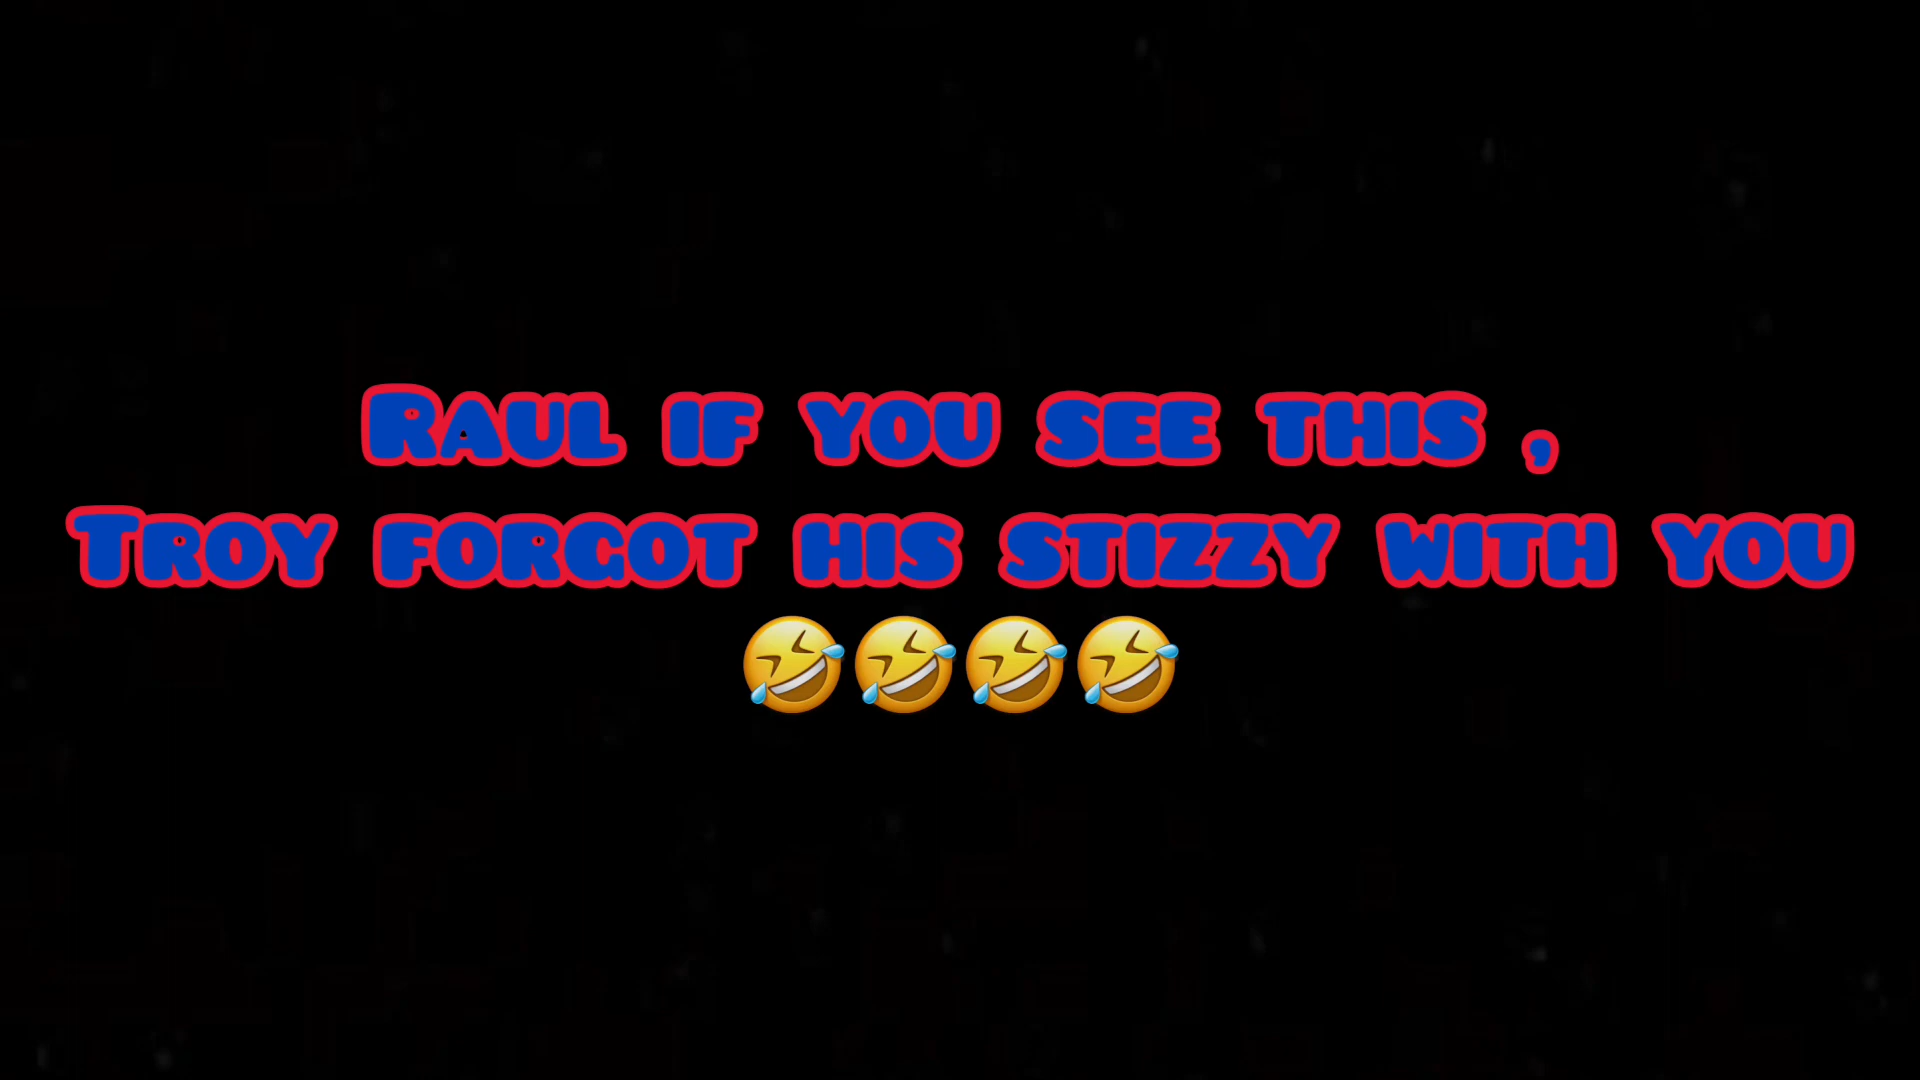 Raul if you see this ,
Troy forgot his stizzy with you
🤣🤣🤣🤣